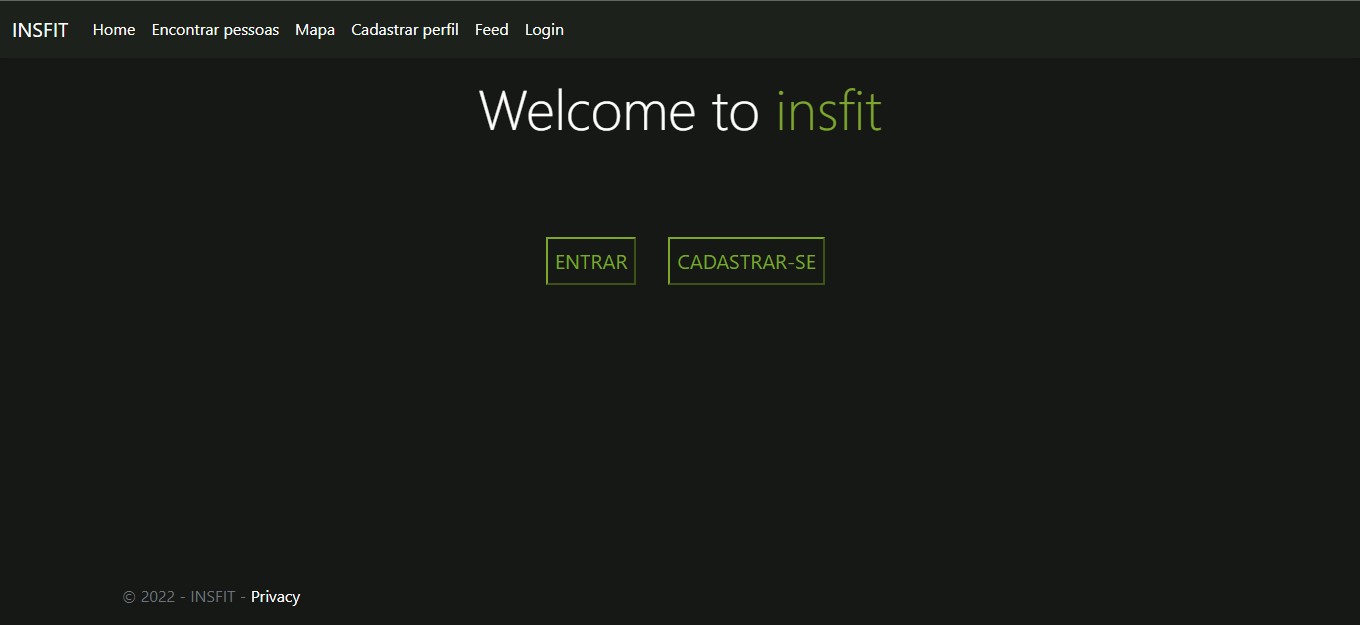 INSFIT Home Encontrar pessoas Mapa Cadastrar perfil Feed Login
Welcome to insfit
ENTRAR CADASTRAR-SE
© 2022 - INSFIT - Privacy